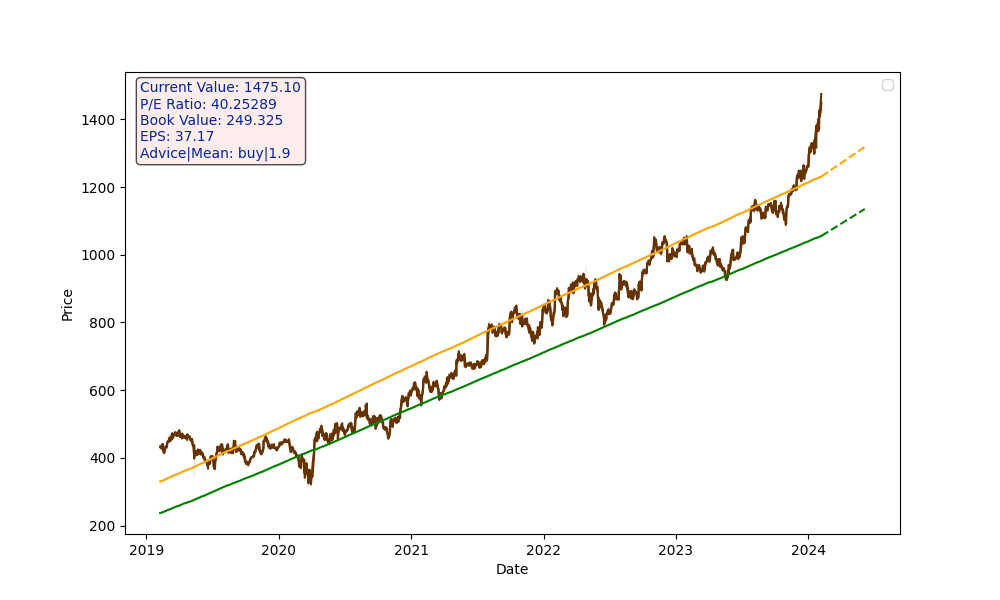 Current Value: 1475.10
P/E Ratio: 40.25289
Book Value: 249.325
EPS: 37.17
Advice|Mean: buy|1.9
Price
1400
1200
1000
800
600
400
200
2019 2020 2021 2022 2023 2024
Date